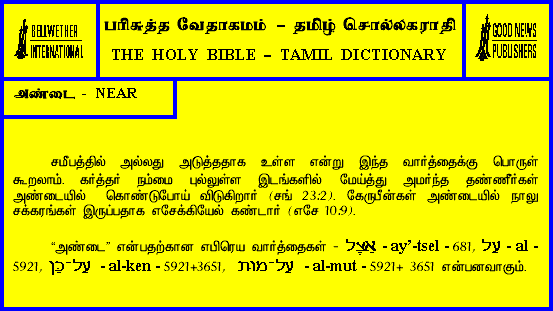 BELLWETHER
INTERNATIONAL
பரிசுத்த வேதாகமம் – தமிழ் சொல்லகராதி
THE HOLY BIBLE – TAMIL DICTIONARY
GOOD NEWS
PUBLISHERS
அண்டை - NEAR
சமீபத்தில் அல்லது அடுத்ததாக உள்ள என்று இந்த வார்த்தைக்கு பொருள்
கூறலாம். கர்த்தர் நம்மை புல்லுள்ள இடங்களில் மேய்த்து அமர்ந்த தண்ணீர்கள்
அண்டையில் கொண்டுபோய் விடுகிறார் (சங் 23:2). கேருபீன்கள் அண்டையில் நாலு
சக்கரங்கள் இருப்பதாக எசேக்கியேல் கண்டார் (எசே 10:9).
“அண்டை” என்பதற்கான எபிரெய வார்த்தைகள் - אֵצֶל - ay’-tsel - 681, עַל - al -
5921, עַל־כֵּן - al-ken - 5921+3651, עַל־מוּת - al-mut - 5921+ 3651 என்பனவாகும்.